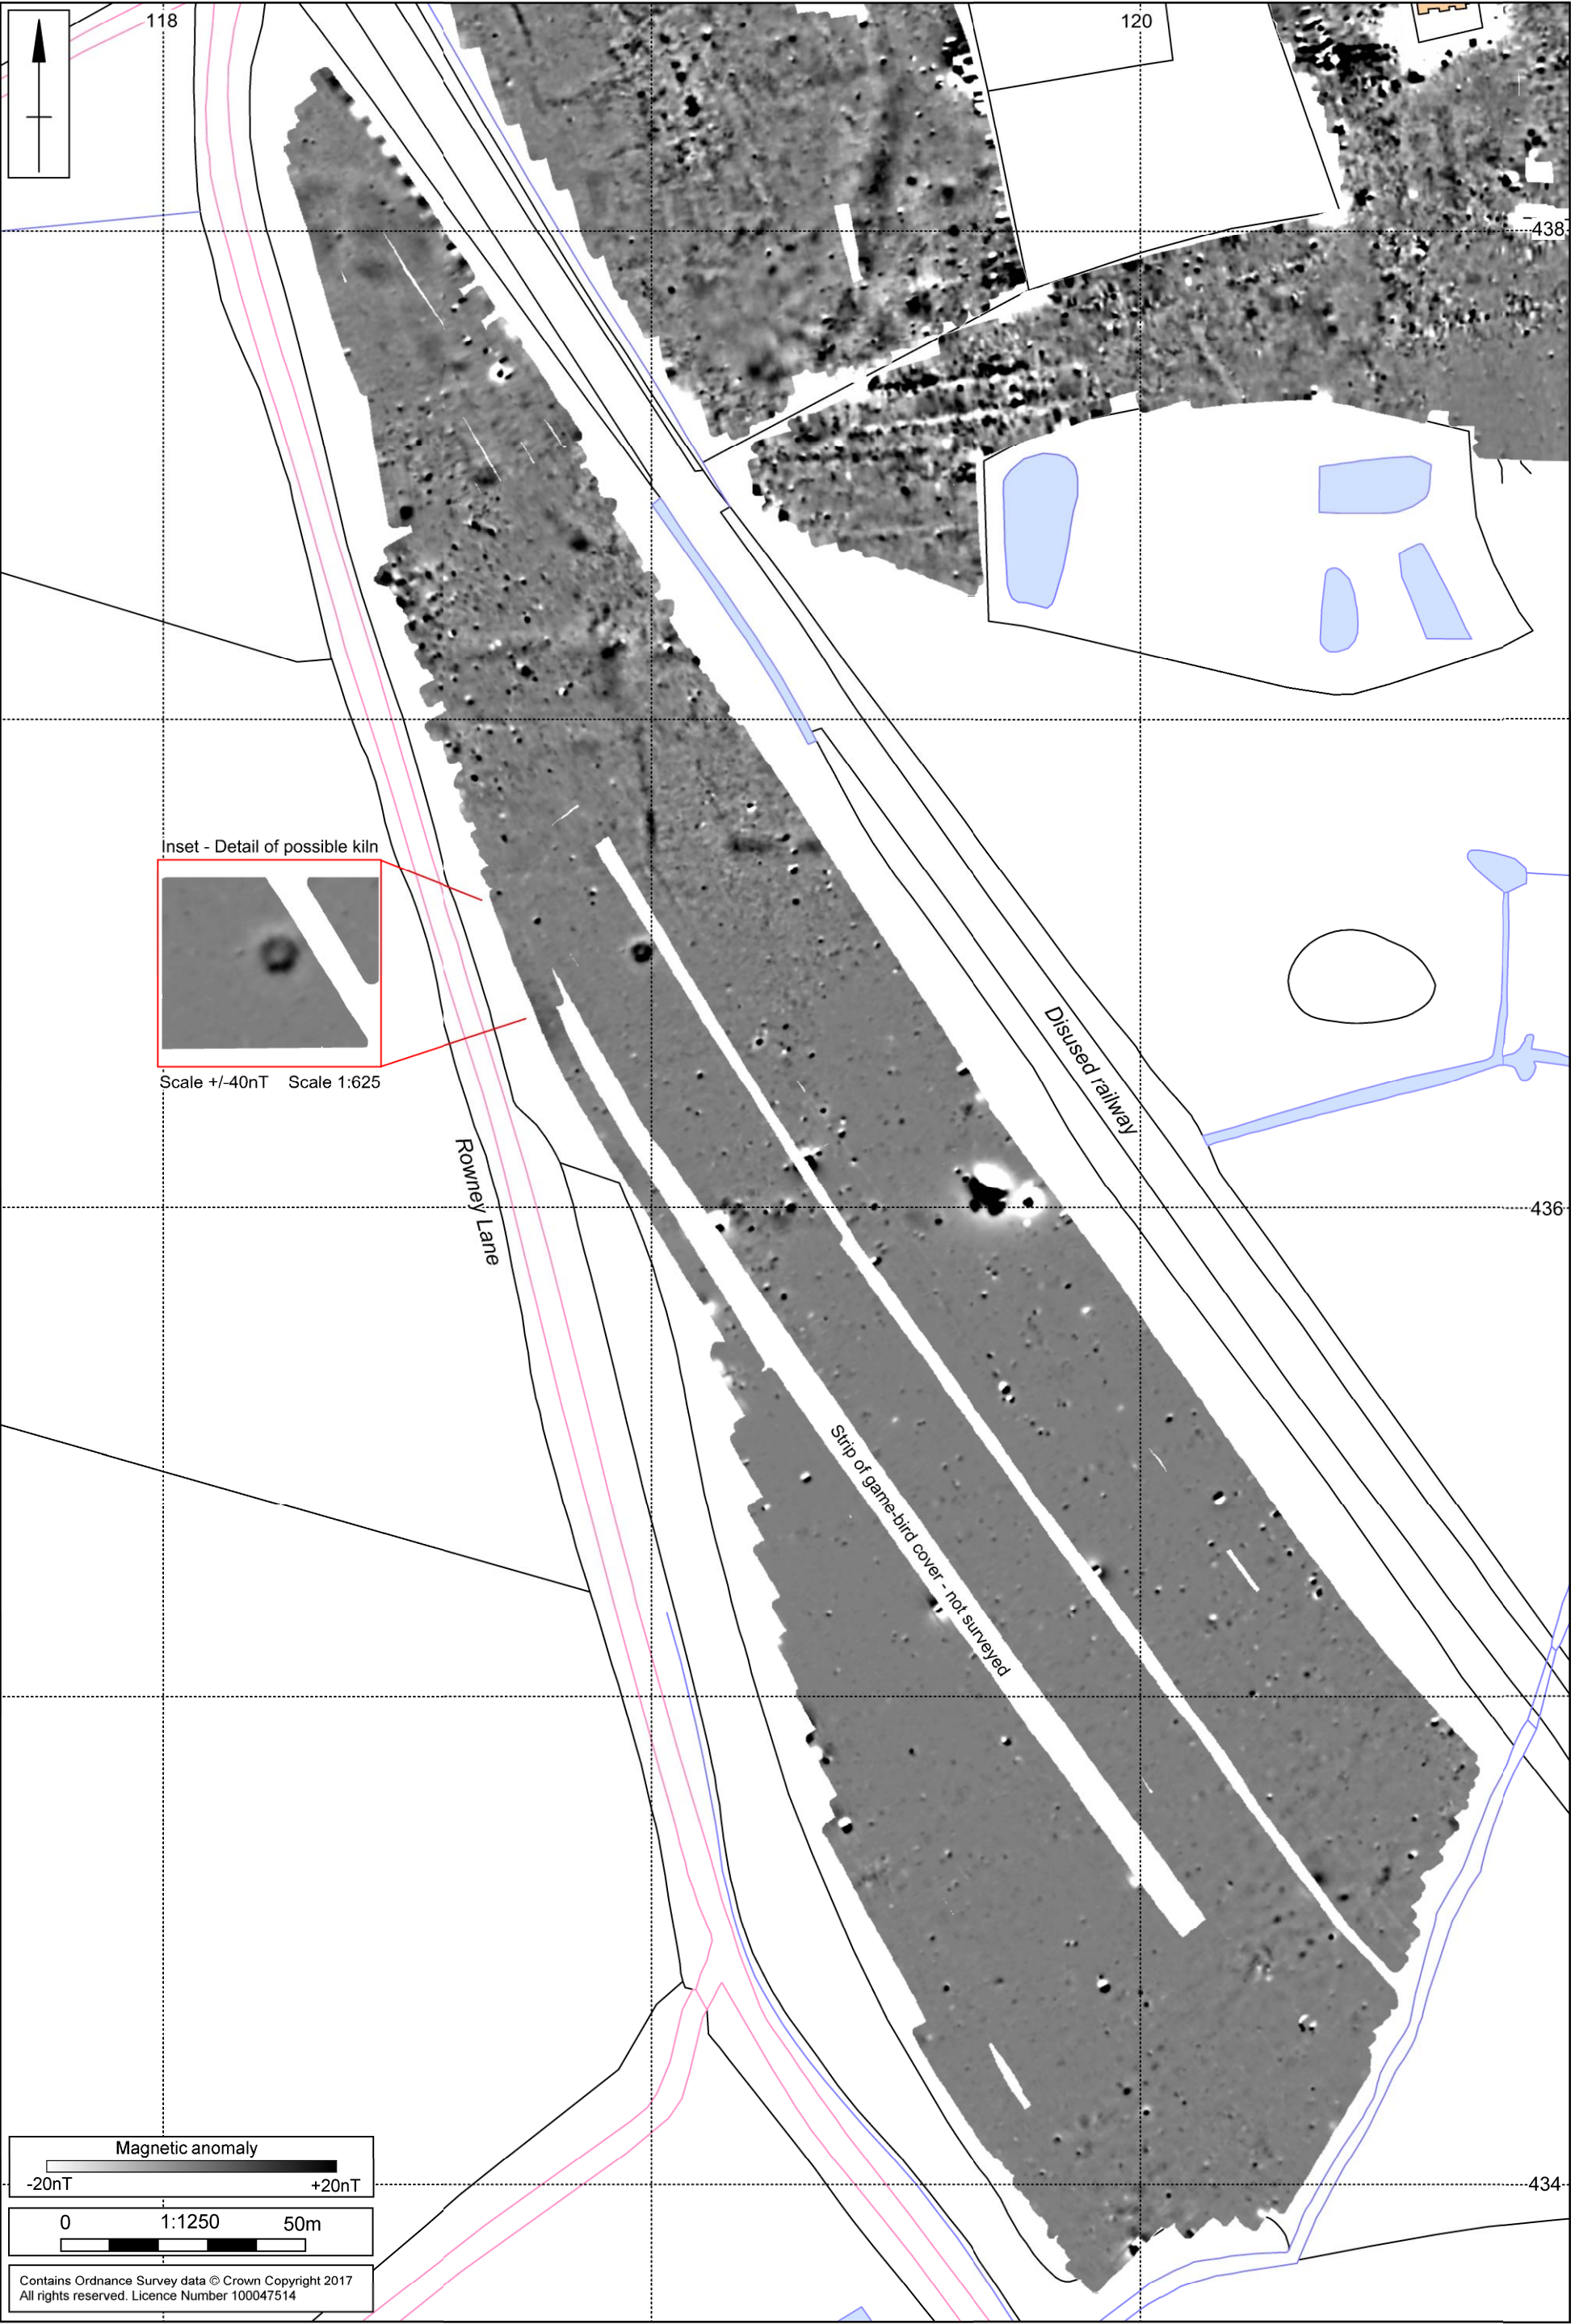 118
120
438
Inset - Detail of possible kiln
Scale +/-40nT Scale 1:625
Disused railway
Rowney Lane
436
Strip of game-bird cover - not surveyed
Magnetic anomaly
-20nT +20nT
434
0 1:1250 50m
Contains Ordnance Survey data © Crown Copyright 2017
All rights reserved. Licence Number 100047514